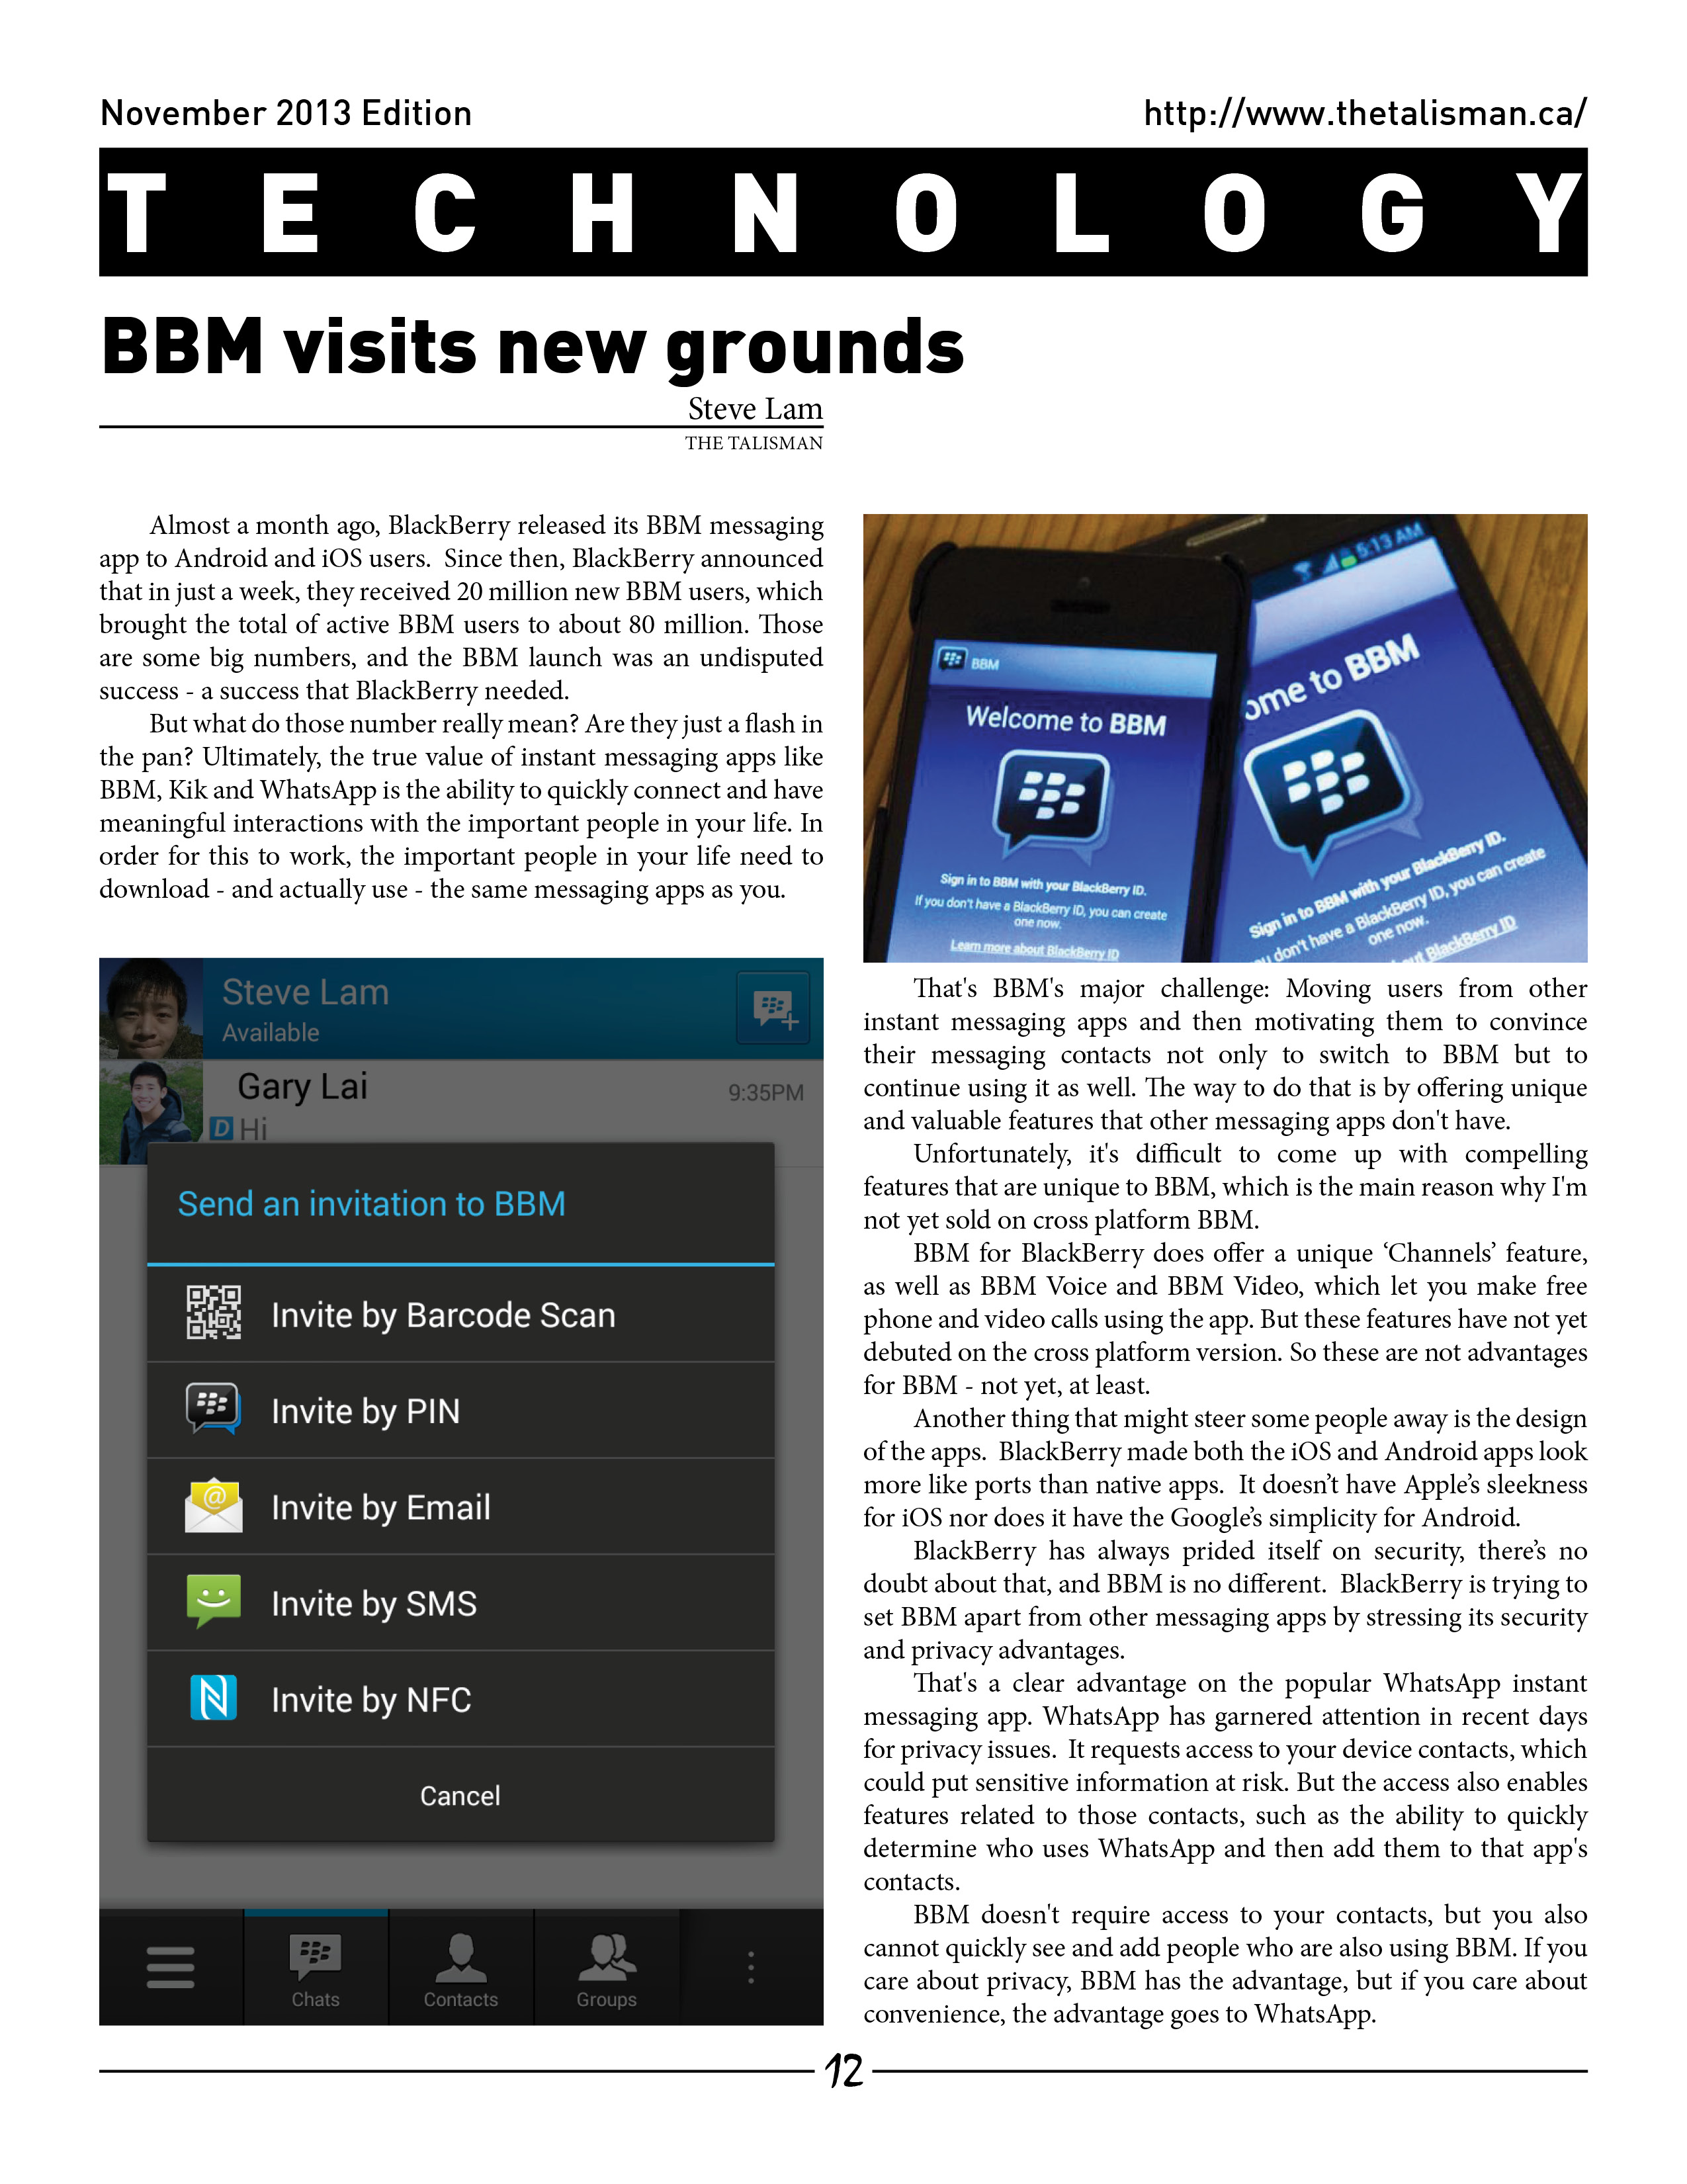 November 2013 Edition
http://www.thetalisman.ca/
TECHNOLOGY
BBM visits new grounds
Steve Lam
THE TALISMAN
Almost a month ago, BlackBerry released its BBM messaging
app to Android and iOS users.  Since then, BlackBerry announced
that in just a week, they received 20 million new BBM users, which
brought the total of active BBM users to about 80 million. Those
are some big numbers, and the BBM launch was an undisputed
success - a success that BlackBerry needed.
But what do those number really mean? Are they just a flash in
the pan? Ultimately, the true value of instant messaging apps like
BBM, Kik and WhatsApp is the ability to quickly connect and have
meaningful interactions with the important people in your life. In
order for this to work, the important people in your life need to
download - and actually use - the same messaging apps as you.
Steve Lam
Available
Gary Lai
9:35PM
D Hi
Send an invitation to BBM
Invite by Barcode Scan
Invite by PIN
Invite by Email
Invite by SMS
Invite by NFC
Cancel
Chats
Contacts
Groups
BBM
Welcome to BBM
Sign in to BBM with your BlackBerry ID.
If you don't have a BlackBerry ID, you can create
one now.
Learn more about BlackBerry ID
5:13 AM
ome to BBM
Sign in to BBM with your BlackBerry ID.
don't have a BlackBerry ID, you can create
one now.
out BlackBerry ID
That's BBM's major challenge: Moving users from other
instant messaging apps and then motivating them to convince
their messaging contacts not only to switch to BBM but to
continue using it as well. The way to do that is by offering unique
and valuable features that other messaging apps don't have.
Unfortunately, it's difficult to come up with compelling
features that are unique to BBM, which is the main reason why I'm
not yet sold on cross platform BBM.
BBM for BlackBerry does offer a unique ‘Channels’ feature,
as well as BBM Voice and BBM Video, which let you make free
phone and video calls using the app. But these features have not yet
debuted on the cross platform version. So these are not advantages
for BBM - not yet, at least.
Another thing that might steer some people away is the design
of the apps.  BlackBerry made both the iOS and Android apps look
more like ports than native apps.  It doesn’t have Apple’s sleekness
for iOS nor does it have the Google’s simplicity for Android.
BlackBerry has always prided itself on security, there’s no
doubt about that, and BBM is no different.  BlackBerry is trying to
set BBM apart from other messaging apps by stressing its security
and privacy advantages.
That's a clear advantage on the popular WhatsApp instant
messaging app. WhatsApp has garnered attention in recent days
for privacy issues.  It requests access to your device contacts, which
could put sensitive information at risk. But the access also enables
features related to those contacts, such as the ability to quickly
determine who uses WhatsApp and then add them to that app's
contacts.
BBM doesn't require access to your contacts, but you also
cannot quickly see and add people who are also using BBM. If you
care about privacy, BBM has the advantage, but if you care about
convenience, the advantage goes to WhatsApp.
12